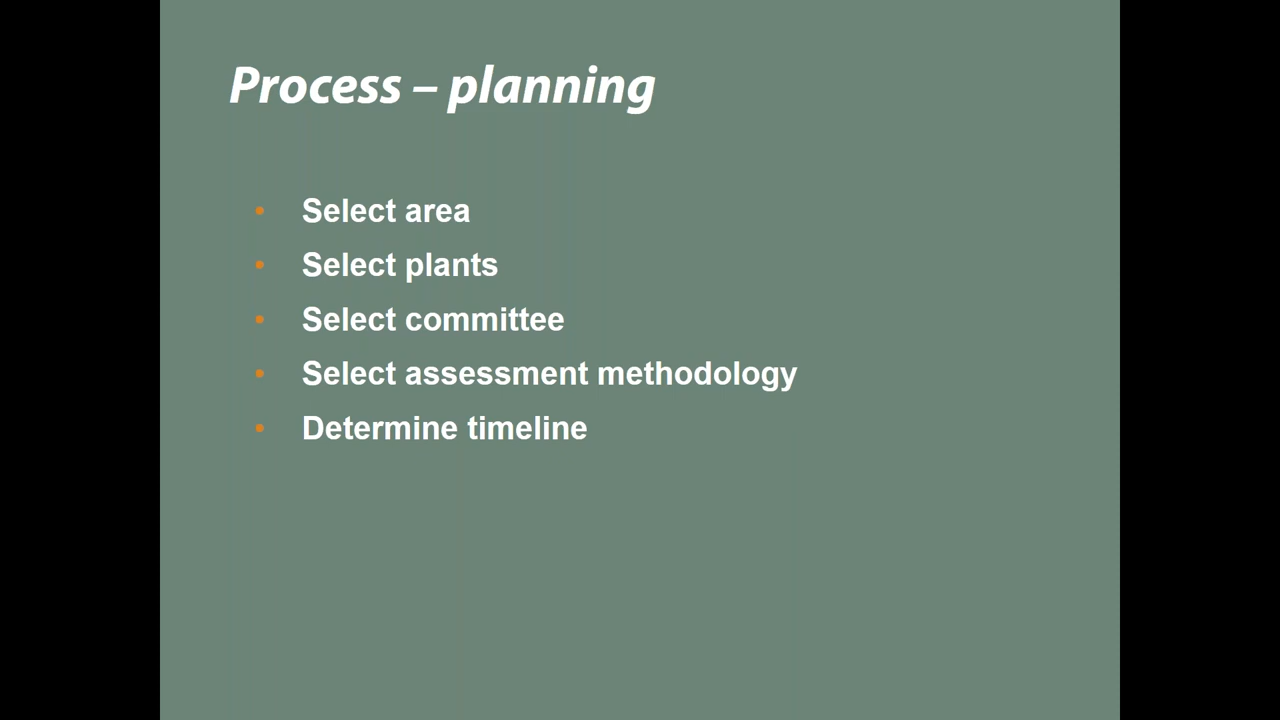 Process – planning
• Select area
• Select plants
• Select committee
• Select assessment methodology
• Determine timeline